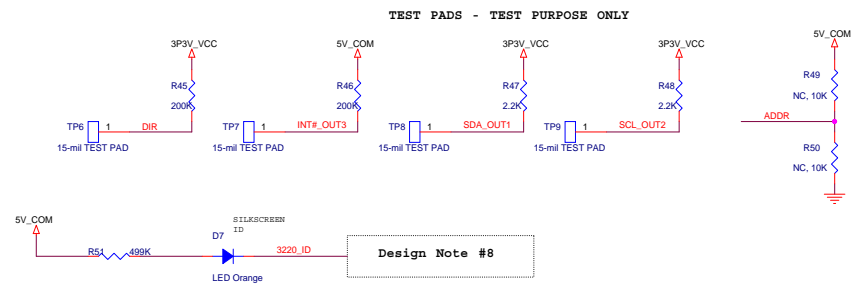 TEST PADS - TEST PURPOSE ONLY
3P3V_VCC
R45
200K
TP6
1
DIR
15-mil TEST PAD
5V_COM
R46
200K
TP7
1
INT#_OUT3
15-mil TEST PAD
3P3V_VCC
R47
2.2K
TP8
1
SDA_OUT1
15-mil TEST PAD
3P3V_VCC
R48
2.2K
TP9
1
SCL_OUT2
15-mil TEST PAD
5V_COM
R49
NC, 10K
ADDR
R50
NC, 10K
5V_COM
R51
499K
SILKSCREEN
ID
D7
LED Orange
3220_ID
Design Note #8